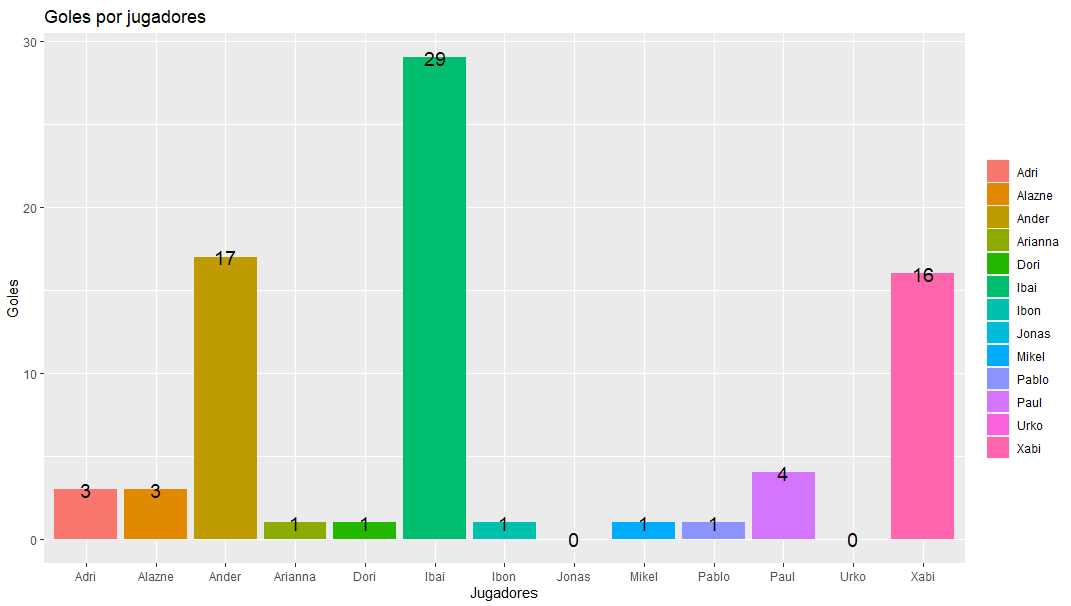 Goles por jugadores
30
20
10
0
Goles
3
3
17
1
1
29
1
0
1
1
4
0
16
Adri Alazne Ander Arianna Dori Ibai Ibon Jonas Mikel Pablo Paul Urko Xabi
Jugadores
Adri
Alazne
Ander
Arianna
Dori
Ibai
Ibon
Jonas
Mikel
Pablo
Paul
Urko
Xabi